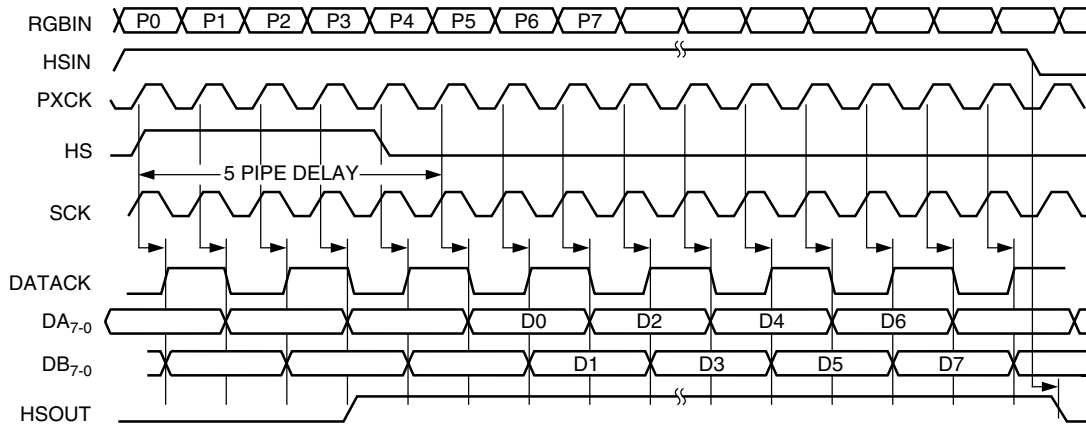 RGBIN P0 P1 P2 P3 P4 P5 P6 P7
HSIN
PXCK
HS
5 PIPE DELAY
SCK
DATACK
DA7-0 D0 D2 D4 D6
DB7-0 D1 D3 D5 D7
HSOUT